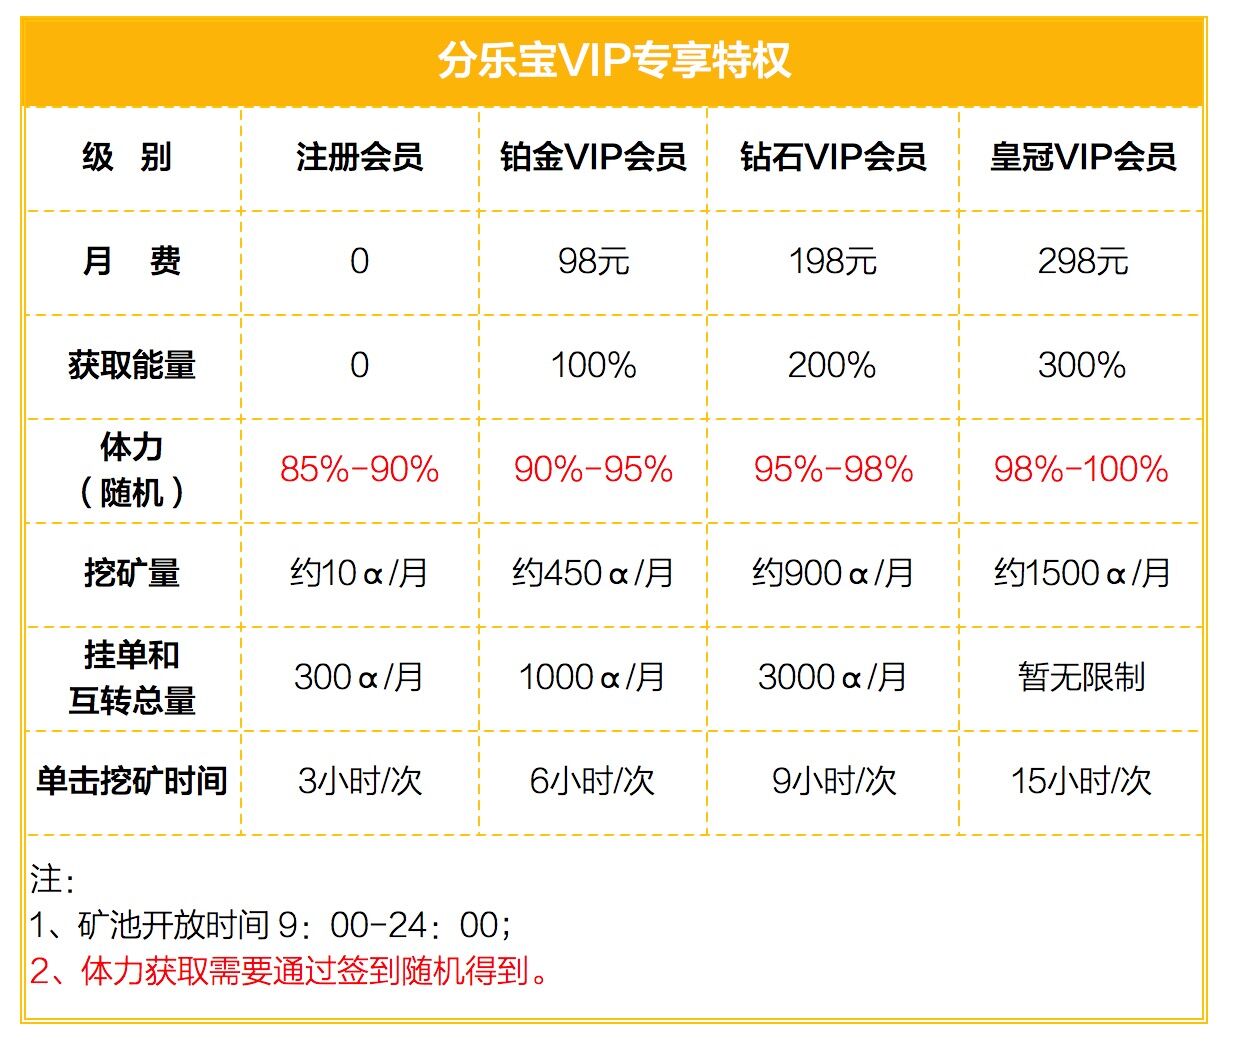 分乐宝VIP专享特权
级 别 注册会员 铂金VIP会员 钻石VIP会员 皇冠VIP会员
月 费 0 98元 198元 298元
获取能量 0 100% 200% 300%
体力
（随机） 85%-90% 90%-95% 95%-98% 98%-100%
挖矿量 约10α/月 约450α/月 约900α/月 约1500α/月
挂单和
互转总量 300α/月 1000α/月 3000α/月 暂无限制
单击挖矿时间 3小时/次 6小时/次 9小时/次 15小时/次
注：
1、矿池开放时间 9：00-24：00；
2、体力获取需要通过签到随机得到。